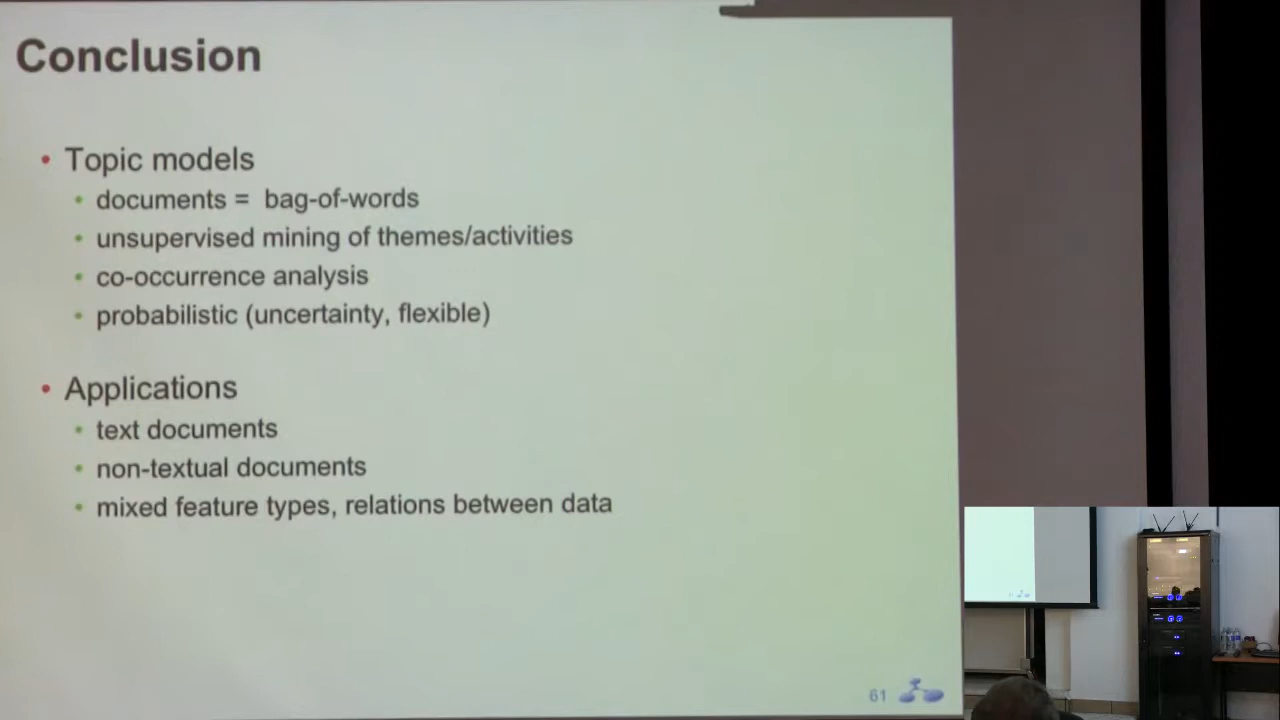 Conclusion
• Topic models
• documents = bag-of-words
• unsupervised mining of themes/activities
• co-occurrence analysis
• probabilistic (uncertainty, flexible)
• Applications
• text documents
• non-textual documents
• mixed feature types, relations between data
61